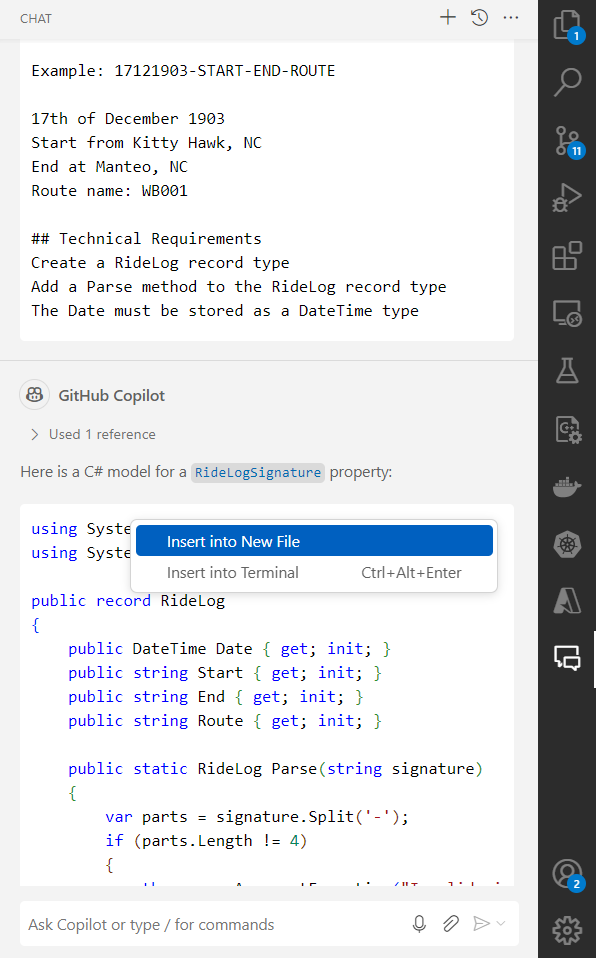 CHAT
Example: 17121903-START-END-ROUTE
17th of December 1903
Start from Kitty Hawk, NC
End at Manteo, NC
Route name: WB001
## Technical Requirements
Create a RideLog record type
Add a Parse method to the RideLog record type
The Date must be stored as a DateTime type
GitHub Copilot
Used 1 reference
Here is a C# model for a RideLogSignature property:
using Syste
using Syste
Insert into New File
Insert into Terminal Ctrl+Alt+Enter
public record RideLog
{
public DateTime Date { get; init; }
public string Start { get; init; }
public string End { get; init; }
public string Route { get; init; }
public static RideLog Parse(string signature)
{
var parts = signature.Split('-');
if (parts.Length != 4)
{
Ask Copilot or type / for commands
1
11
2